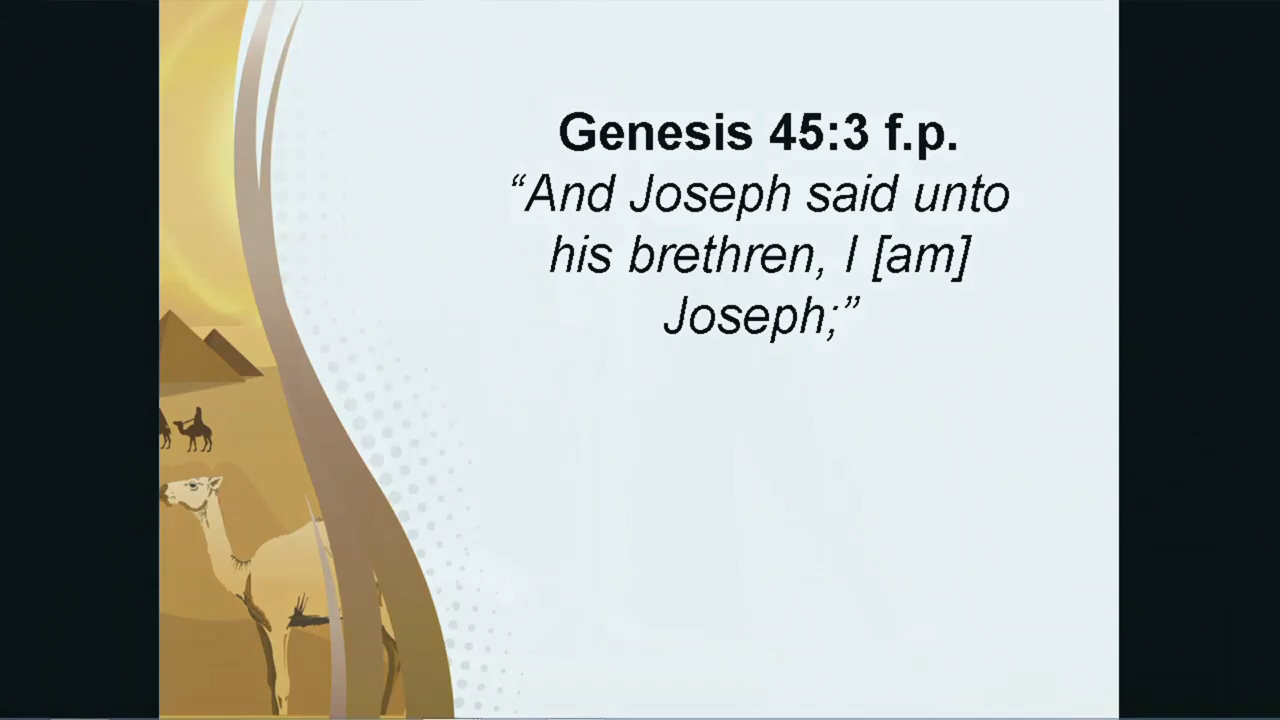 Genesis 45:3 f.p.
“And Joseph said unto
his brethren, I [am]
Joseph;”